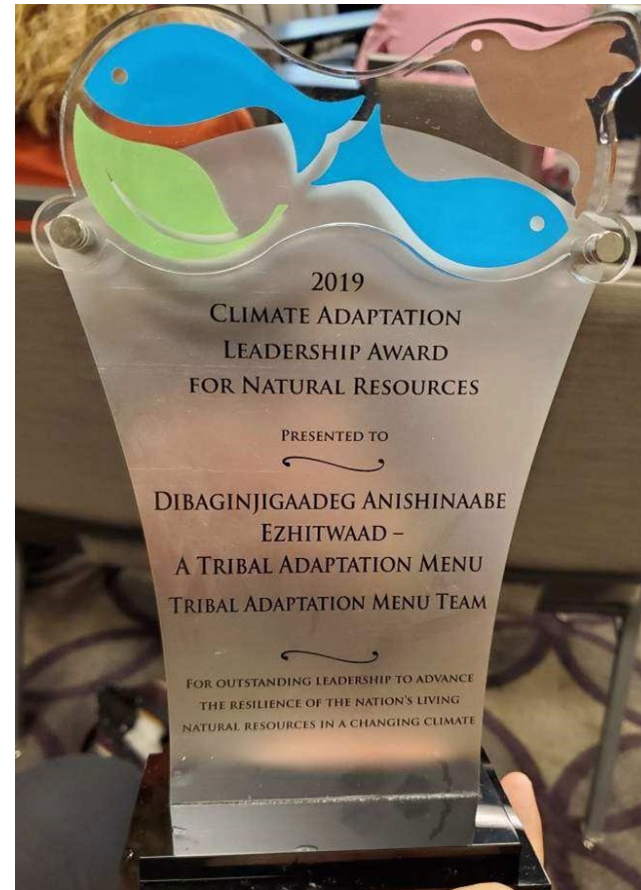 2019
CLIMATE ADAPTATION
LEADERSHIP AWARD
FOR NATURAL RESOURCES
PRESENTED TO
DIBAGINJIGAADEG ANISHINAABE
EZHITWAAD –
A TRIBAL ADAPTATION MENU
TRIBAL ADAPTATION MENU TEAM
FOR OUTSTANDING LEADERSHIP TO ADVANCE
THE RESILIENCE OF THE NATION'S LIVING
NATURAL RESOURCES IN A CHANGING CLIMATE